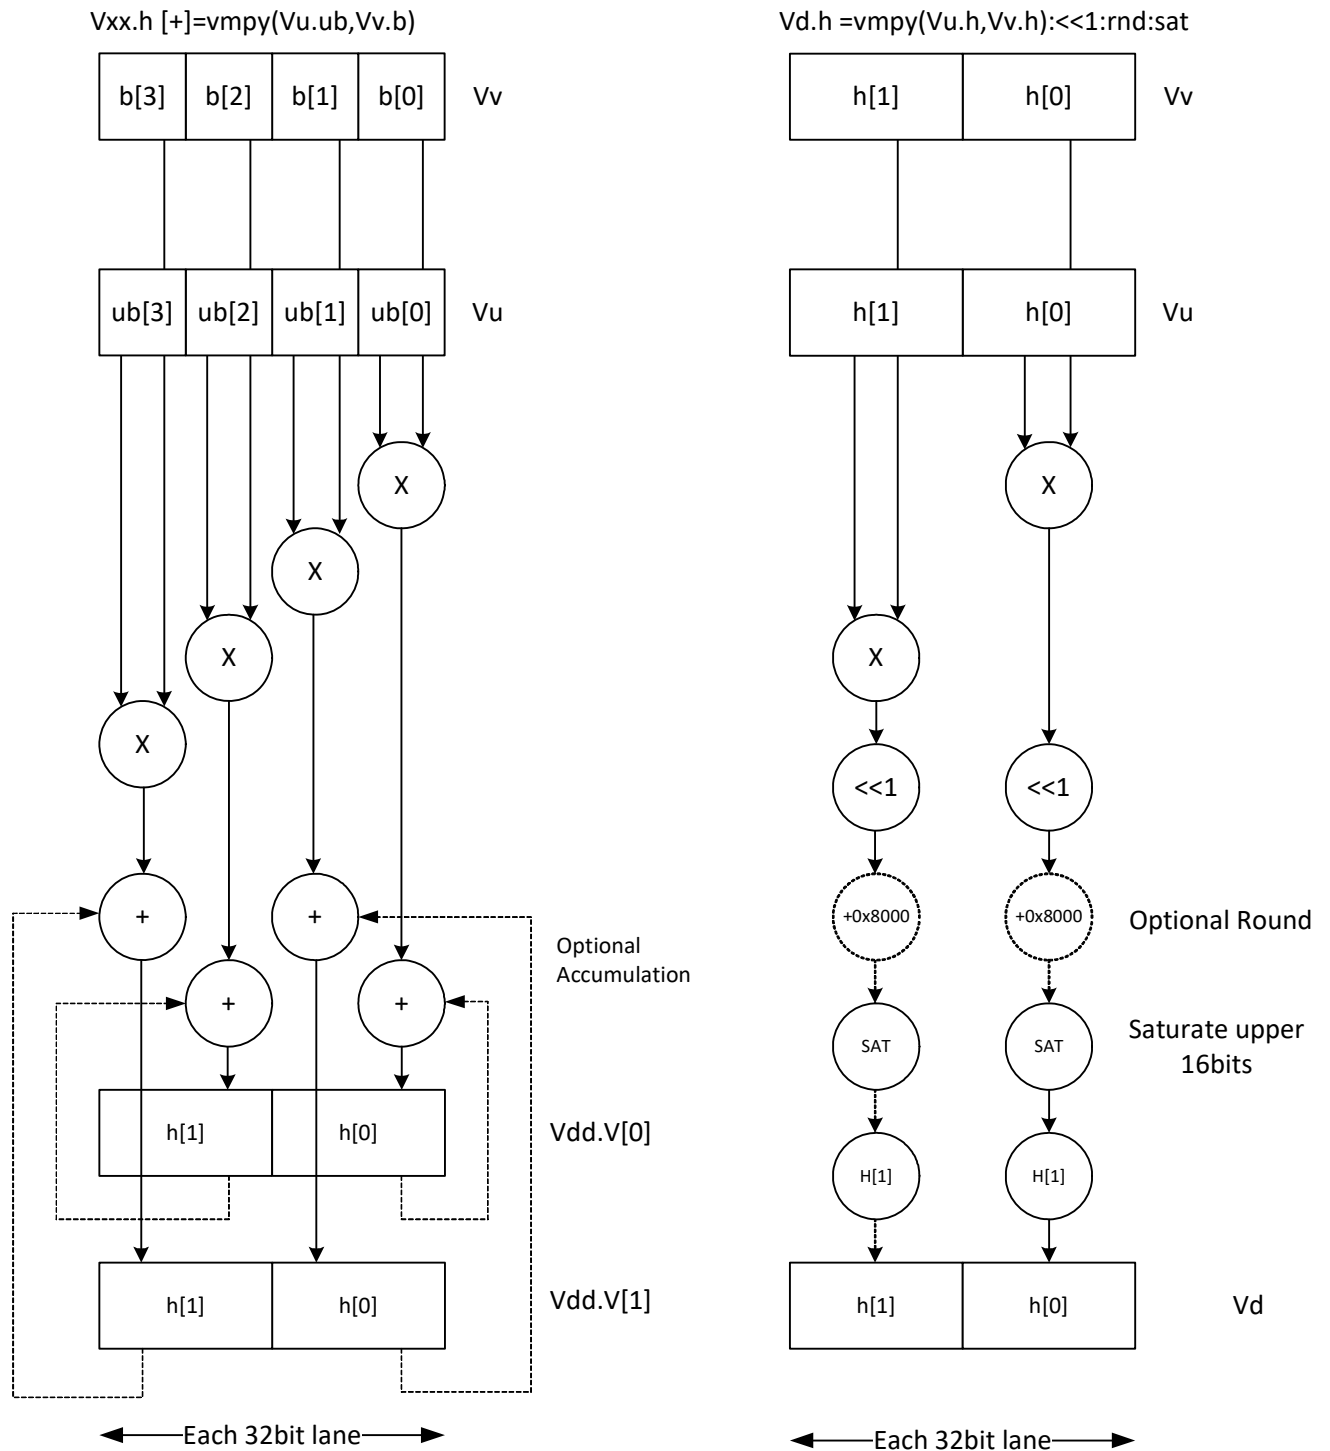 Vxx.h [+]=vmpy(Vu.ub,Vv.b)
b[3] b[2] b[1] b[0] Vv
ub[3] ub[2] ub[1] ub[0] Vu
X
X
X
X
+ +
+ +
Optional
Accumulation
h[1] h[0] Vdd.V[0]
h[1] h[0] Vdd.V[1]
Each 32bit lane
Vd.h =vmpy(Vu.h,Vv.h):<<1:rnd:sat
h[1] h[0] Vv
h[1] h[0] Vu
X
X
<<1 <<1
+0x8000 +0x8000 Optional Round
SAT SAT
Saturate upper
16bits
H[1] H[1]
h[1] h[0] Vd
Each 32bit lane